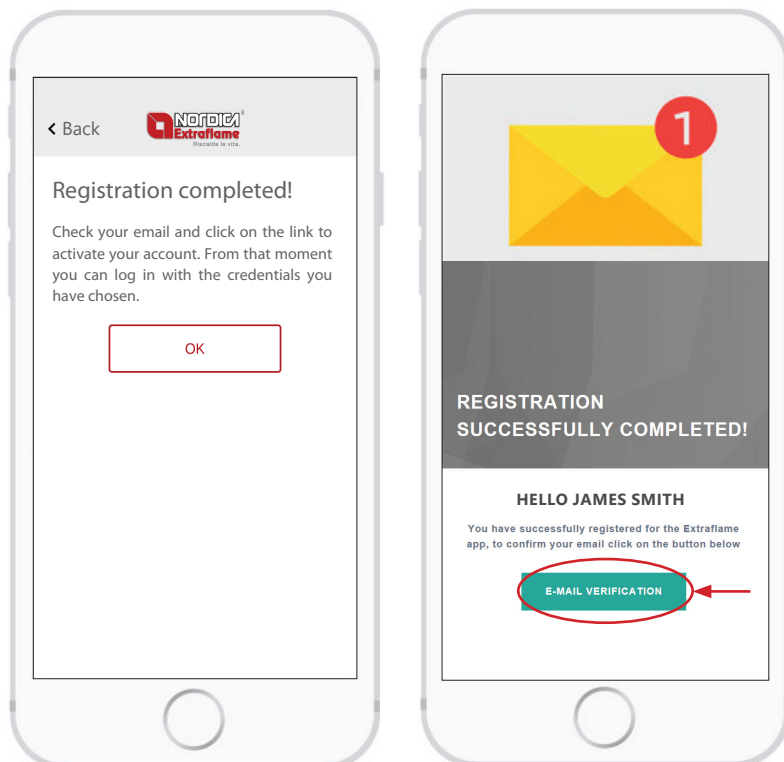 < Back
NORDICA®
Extraflame
Riscalda la vita.
Registration completed!
Check your email and click on the link to
activate your account. From that moment
you can log in with the credentials you
have chosen.
OK
1
REGISTRATION
SUCCESSFULLY COMPLETED!
HELLO JAMES SMITH
You have successfully registered for the Extraflame
app, to confirm your email click on the button below
E-MAIL VERIFICATION